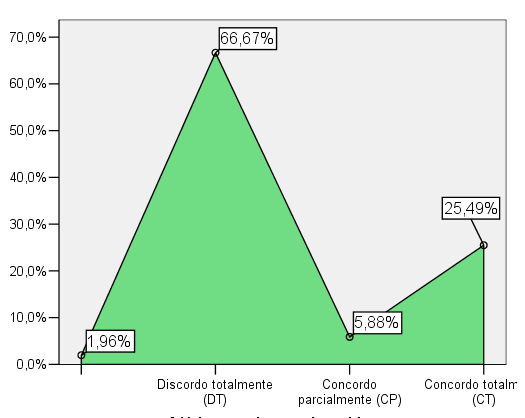 70,0%
60,0%
50,0%
40,0%
30,0%
20,0%
10,0%
0,0%
1,96%
66,67%
5,88%
25,49%
Discordo totalmente
(DT)
Concordo
parcialmente (CP)
Concordo totalm
(CT)